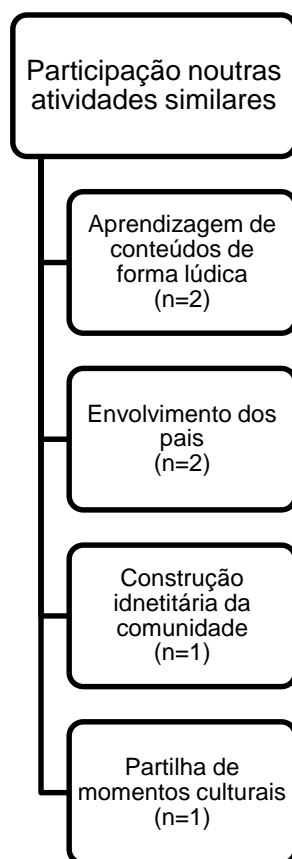 Participação noutras
atividades similares
Aprendizagem de
conteúdos de
forma lúdica
(n=2)
Envolvimento dos
pais
(n=2)
Construção
idnetitária da
comunidade
(n=1)
Partilha de
momentos culturais
(n=1)